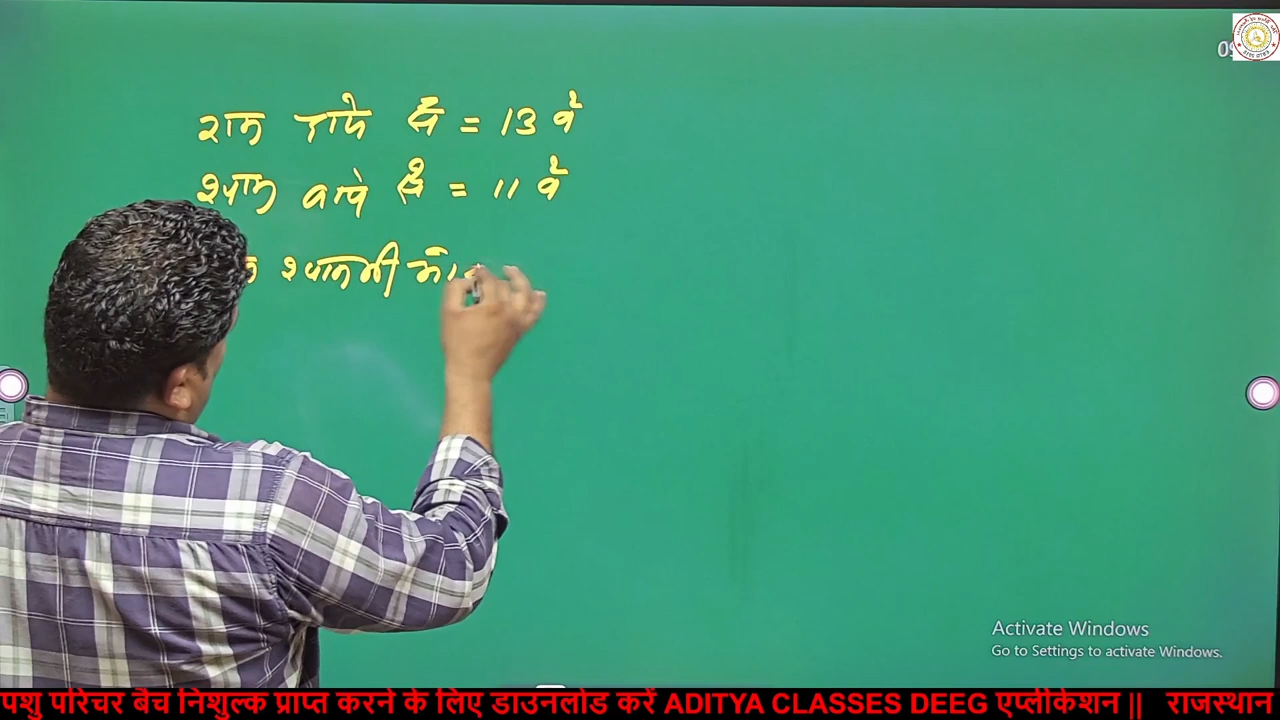 राम दायें से = 13 वें
श्याम बायें से = 11 वें
श्याम की
Activate Windows
Go to Settings to activate Windows.
पशु परिचर बैच निशुल्क प्राप्त करने के लिए डाउनलोड करें ADITYA CLASSES DEEG एप्लीकेशन || राजस्थान